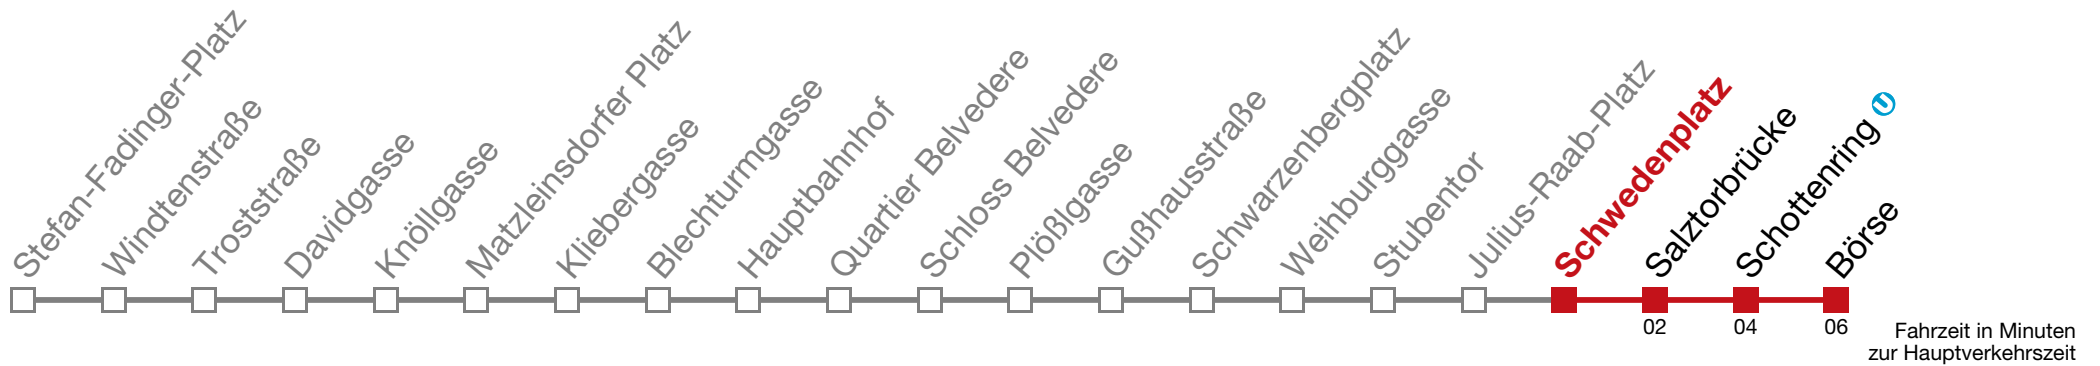 Stefan-Fadinger-Platz
Windtenstraße
Troststraße
Davidgasse
Knöllgasse
Matzleinsdorfer Platz
Kliebergasse
Blechturmgasse
Hauptbahnhof
Quartier Belvedere
Schloss Belvedere
Plößlgasse
Gußhausstraße
Schwarzenbergplatz
Weihburggasse
Stubentor
Julius-Raab-Platz
Schwedenplatz
Salztorbrücke
Schottenring U
Börse
02
04
06
Fahrzeit in Minuten
zur Hauptverkehrszeit